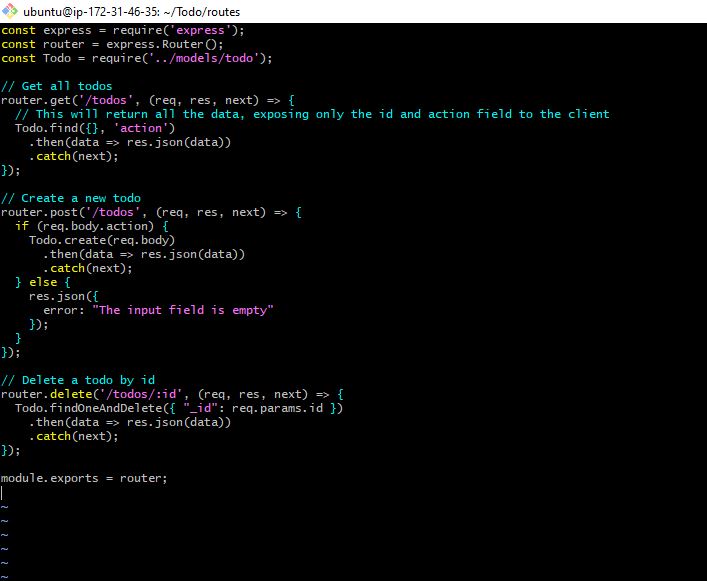 ubuntu@ip-172-31-46-35: ~/Todo/routes
const express = require('express');
const router = express.Router();
const Todo = require('../models/todo');

// Get all todos
router.get('/todos', (req, res, next) => {
  // This will return all the data, exposing only the id and action field to the client
  Todo.find({}, 'action')
    .then(data => res.json(data))
    .catch(next);
});

// Create a new todo
router.post('/todos', (req, res, next) => {
  if (req.body.action) {
    Todo.create(req.body)
      .then(data => res.json(data))
      .catch(next);
  } else {
    res.json({
      error: "The input field is empty"
    });
  }
});

// Delete a todo by id
router.delete('/todos/:id', (req, res, next) => {
  Todo.findOneAndDelete({ "_id": req.params.id })
    .then(data => res.json(data))
    .catch(next);
});

module.exports = router;

~
~
~
~
~
~